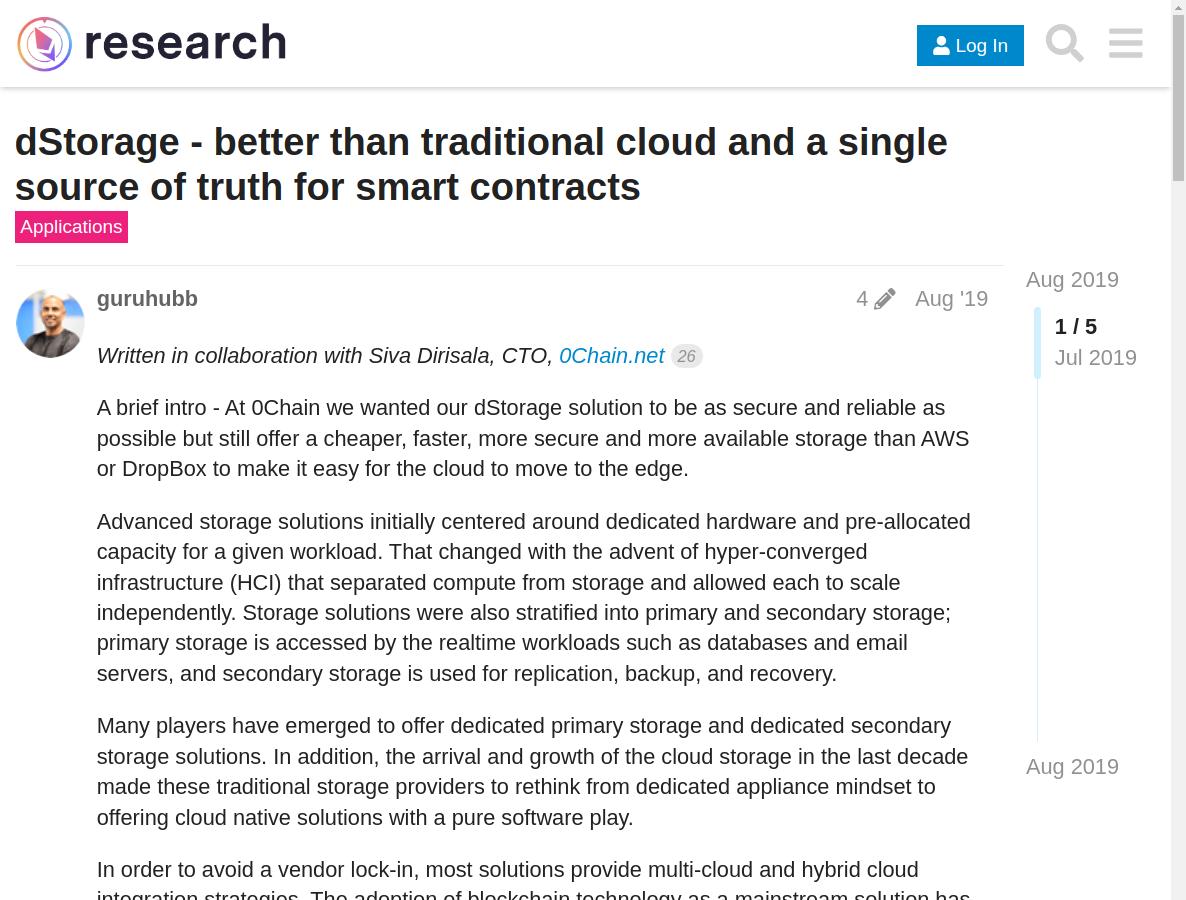 research
Log In
dStorage - better than traditional cloud and a single
source of truth for smart contracts
Applications
guruhubb
4
Aug '19
Aug 2019
1 / 5
Jul 2019
Written in collaboration with Siva Dirisala, CTO, 0Chain.net 26
A brief intro - At 0Chain we wanted our dStorage solution to be as secure and reliable as
possible but still offer a cheaper, faster, more secure and more available storage than AWS
or DropBox to make it easy for the cloud to move to the edge.
Advanced storage solutions initially centered around dedicated hardware and pre-allocated
capacity for a given workload. That changed with the advent of hyper-converged
infrastructure (HCI) that separated compute from storage and allowed each to scale
independently. Storage solutions were also stratified into primary and secondary storage;
primary storage is accessed by the realtime workloads such as databases and email
servers, and secondary storage is used for replication, backup, and recovery.
Many players have emerged to offer dedicated primary storage and dedicated secondary
storage solutions. In addition, the arrival and growth of the cloud storage in the last decade
made these traditional storage providers to rethink from dedicated appliance mindset to
offering cloud native solutions with a pure software play.
Aug 2019
In order to avoid a vendor lock-in, most solutions provide multi-cloud and hybrid cloud
integration strategies. The adoption of blockchain technology as a mainstream solution has